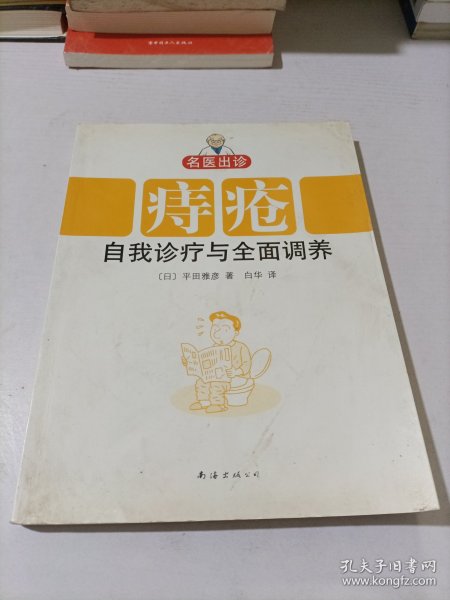 名医出诊
痔疮
自我诊疗与全面调养
〔日〕平田雅彦 著 白华 译
南海出版公司
孔夫子旧书网
www.kongfz.com